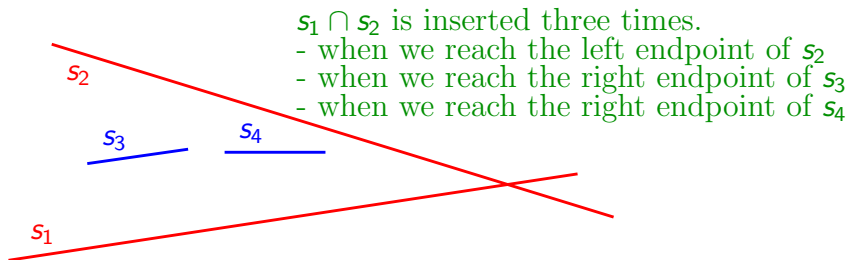 s₁ ∩ s₂ is inserted three times.
- when we reach the left endpoint of s₂
- when we reach the right endpoint of s₃
- when we reach the right endpoint of s₄
s₂
s₃
s₄
s₁